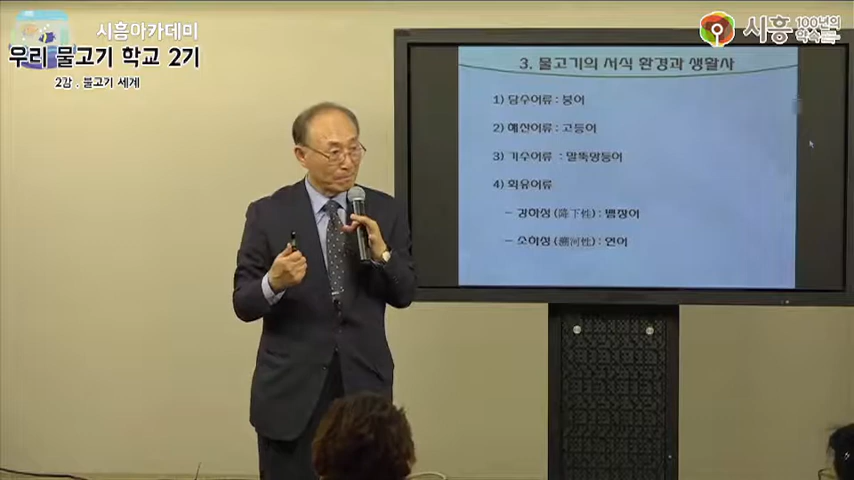 시흥아카데미
우리 물고기 학교 2기
2강. 물고기 세계
시흥 100년의 약속
3. 물고기의 서식 환경과 생활사
1) 담수어류 : 붕어
2) 해산어류 : 고등어
3) 기수어류 : 말뚝망둥어
4) 회유어류
- 강하성(降下性): 뱀장어
- 소하성(溯河性): 연어